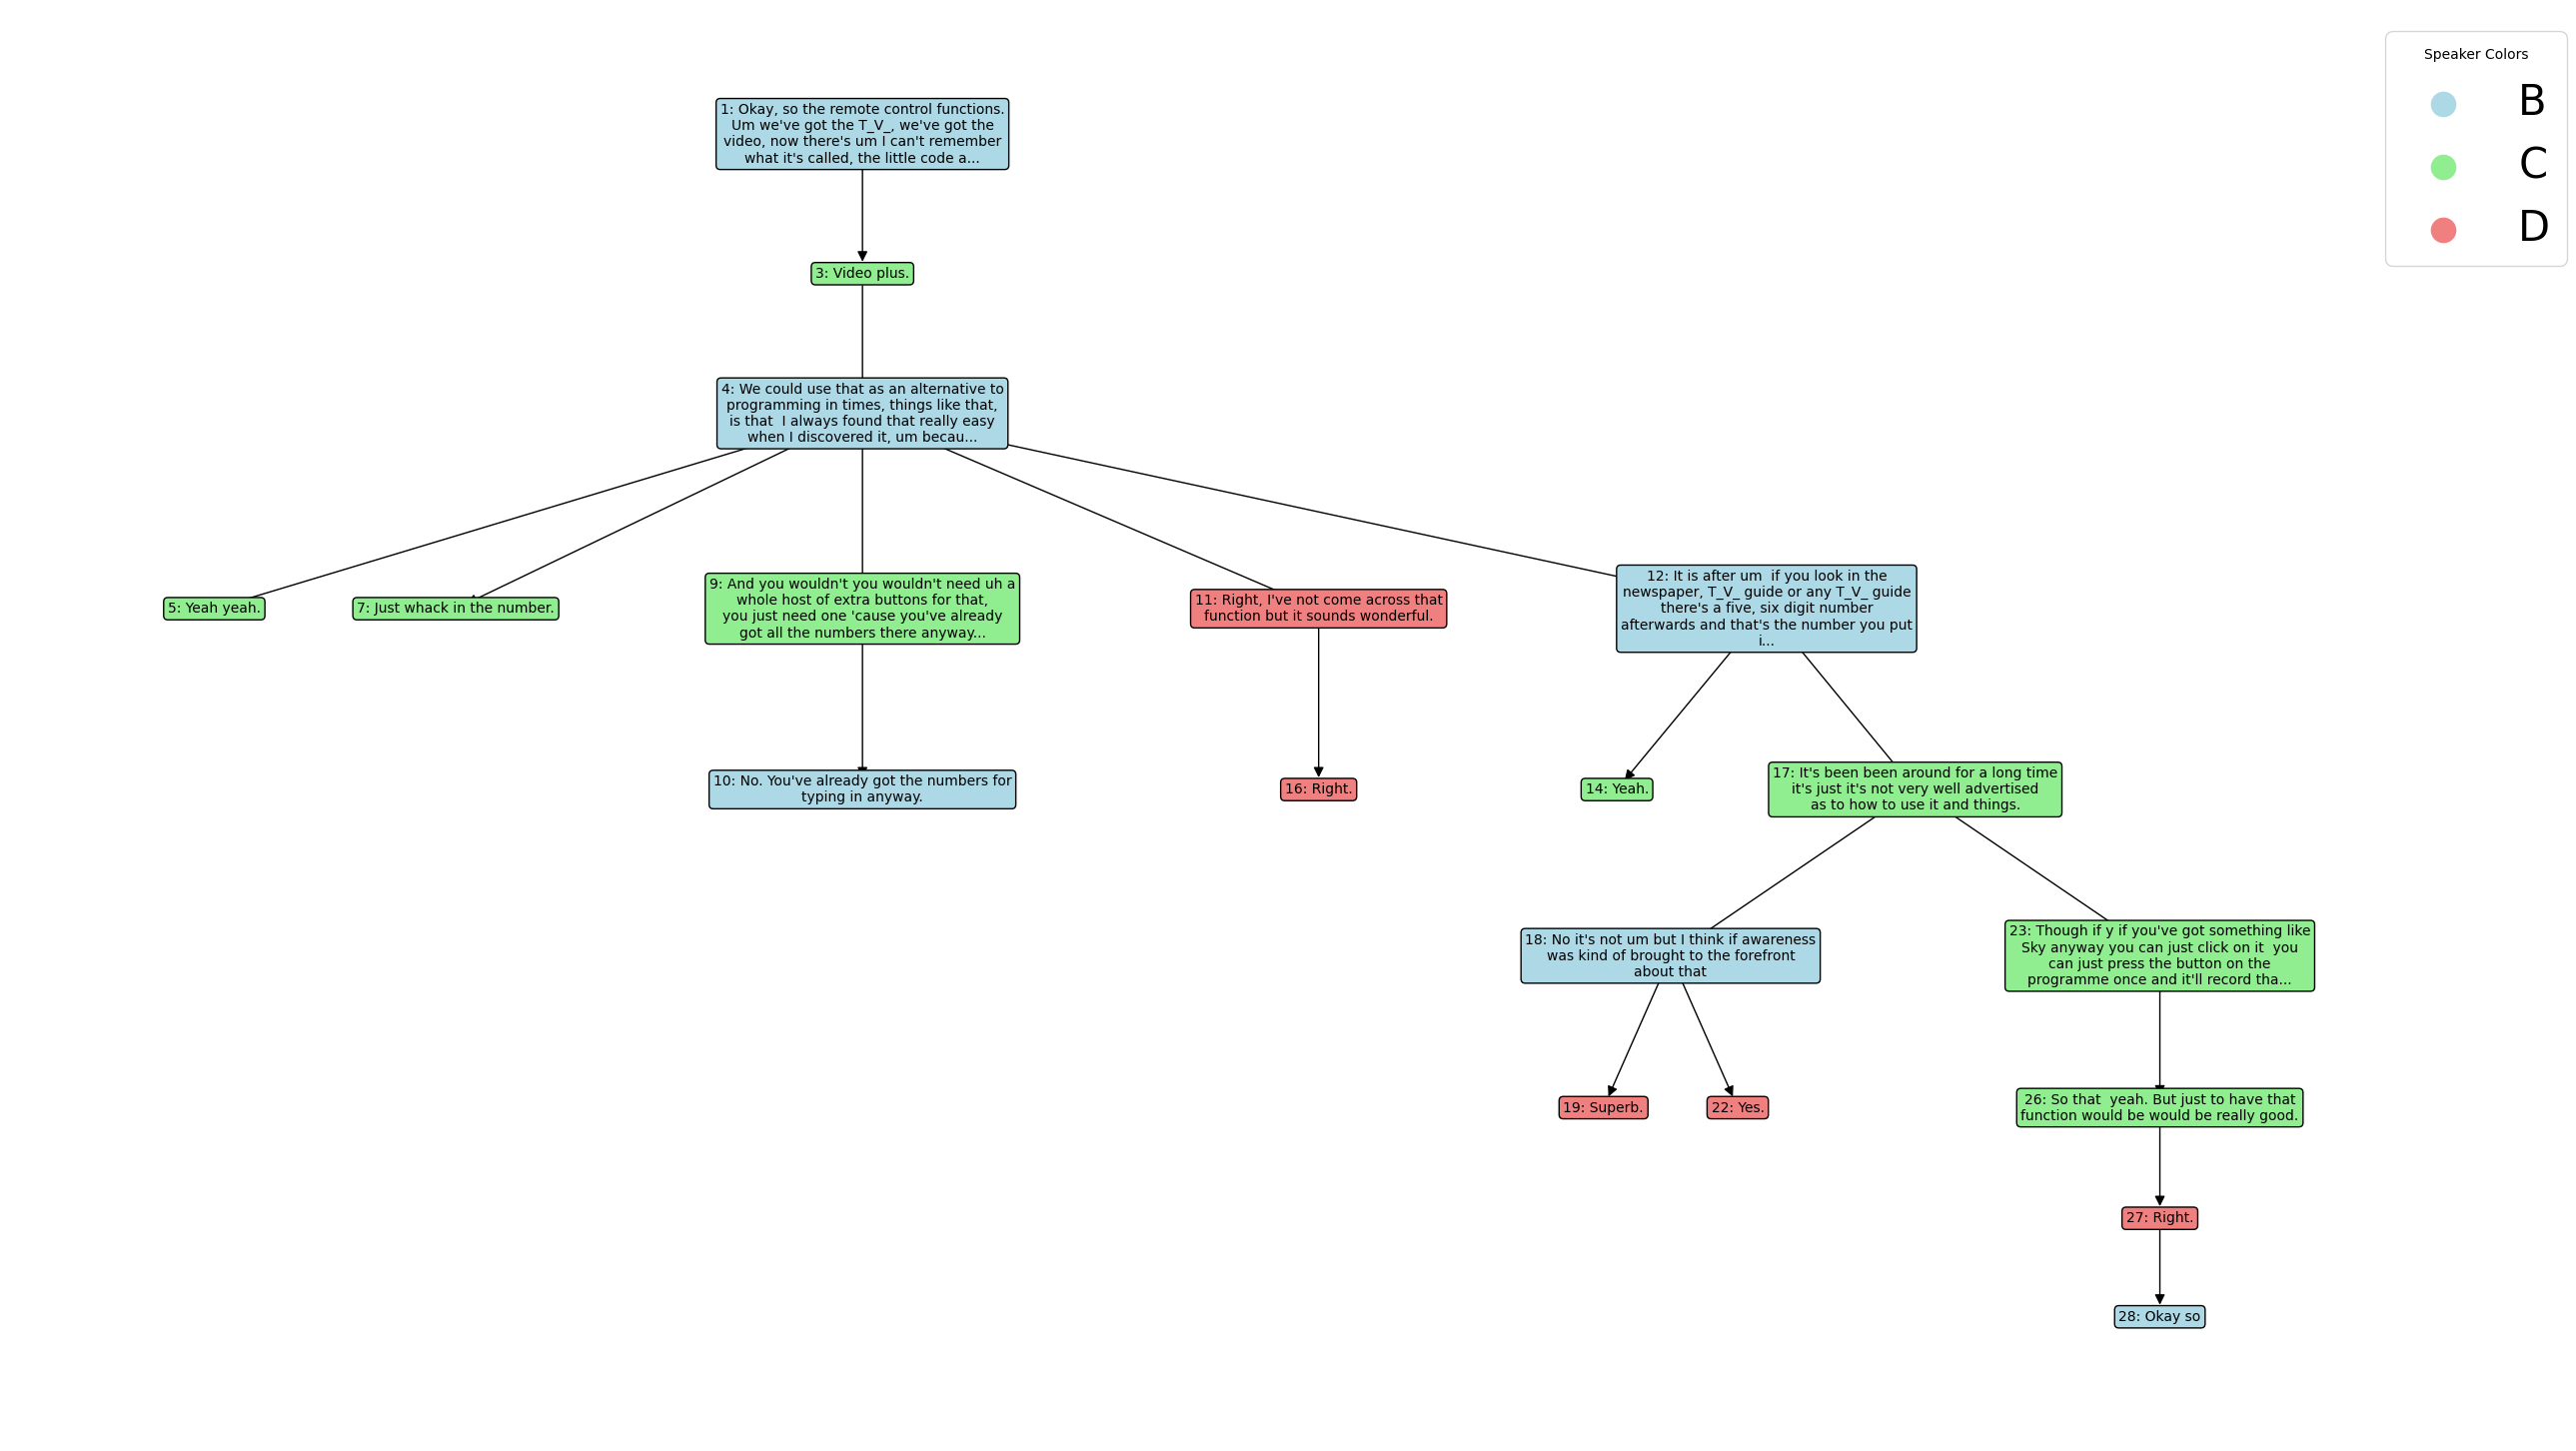 Speaker Colors
B
C
D
1: Okay, so the remote control functions.
Um we've got the T_V_, we've got the
video, now there's um I can't remember
what it's called, the little code a...
3: Video plus.
4: We could use that as an alternative to
programming in times, things like that,
is that  I always found that really easy
when I discovered it, um becau...
5: Yeah yeah.
7: Just whack in the number.
9: And you wouldn't you wouldn't need uh a
whole host of extra buttons for that,
you just need one 'cause you've already
got all the numbers there anyway...
11: Right, I've not come across that
function but it sounds wonderful.
12: It is after um  if you look in the
newspaper, T_V_ guide or any T_V_ guide
there's a five, six digit number
afterwards and that's the number you put
i...
10: No. You've already got the numbers for
typing in anyway.
16: Right.
14: Yeah.
17: It's been been around for a long time
it's just it's not very well advertised
as to how to use it and things.
18: No it's not um but I think if awareness
was kind of brought to the forefront
about that
23: Though if y if you've got something like
Sky anyway you can just click on it  you
can just press the button on the
programme once and it'll record tha...
19: Superb.
22: Yes.
26: So that  yeah. But just to have that
function would be would be really good.
27: Right.
28: Okay so